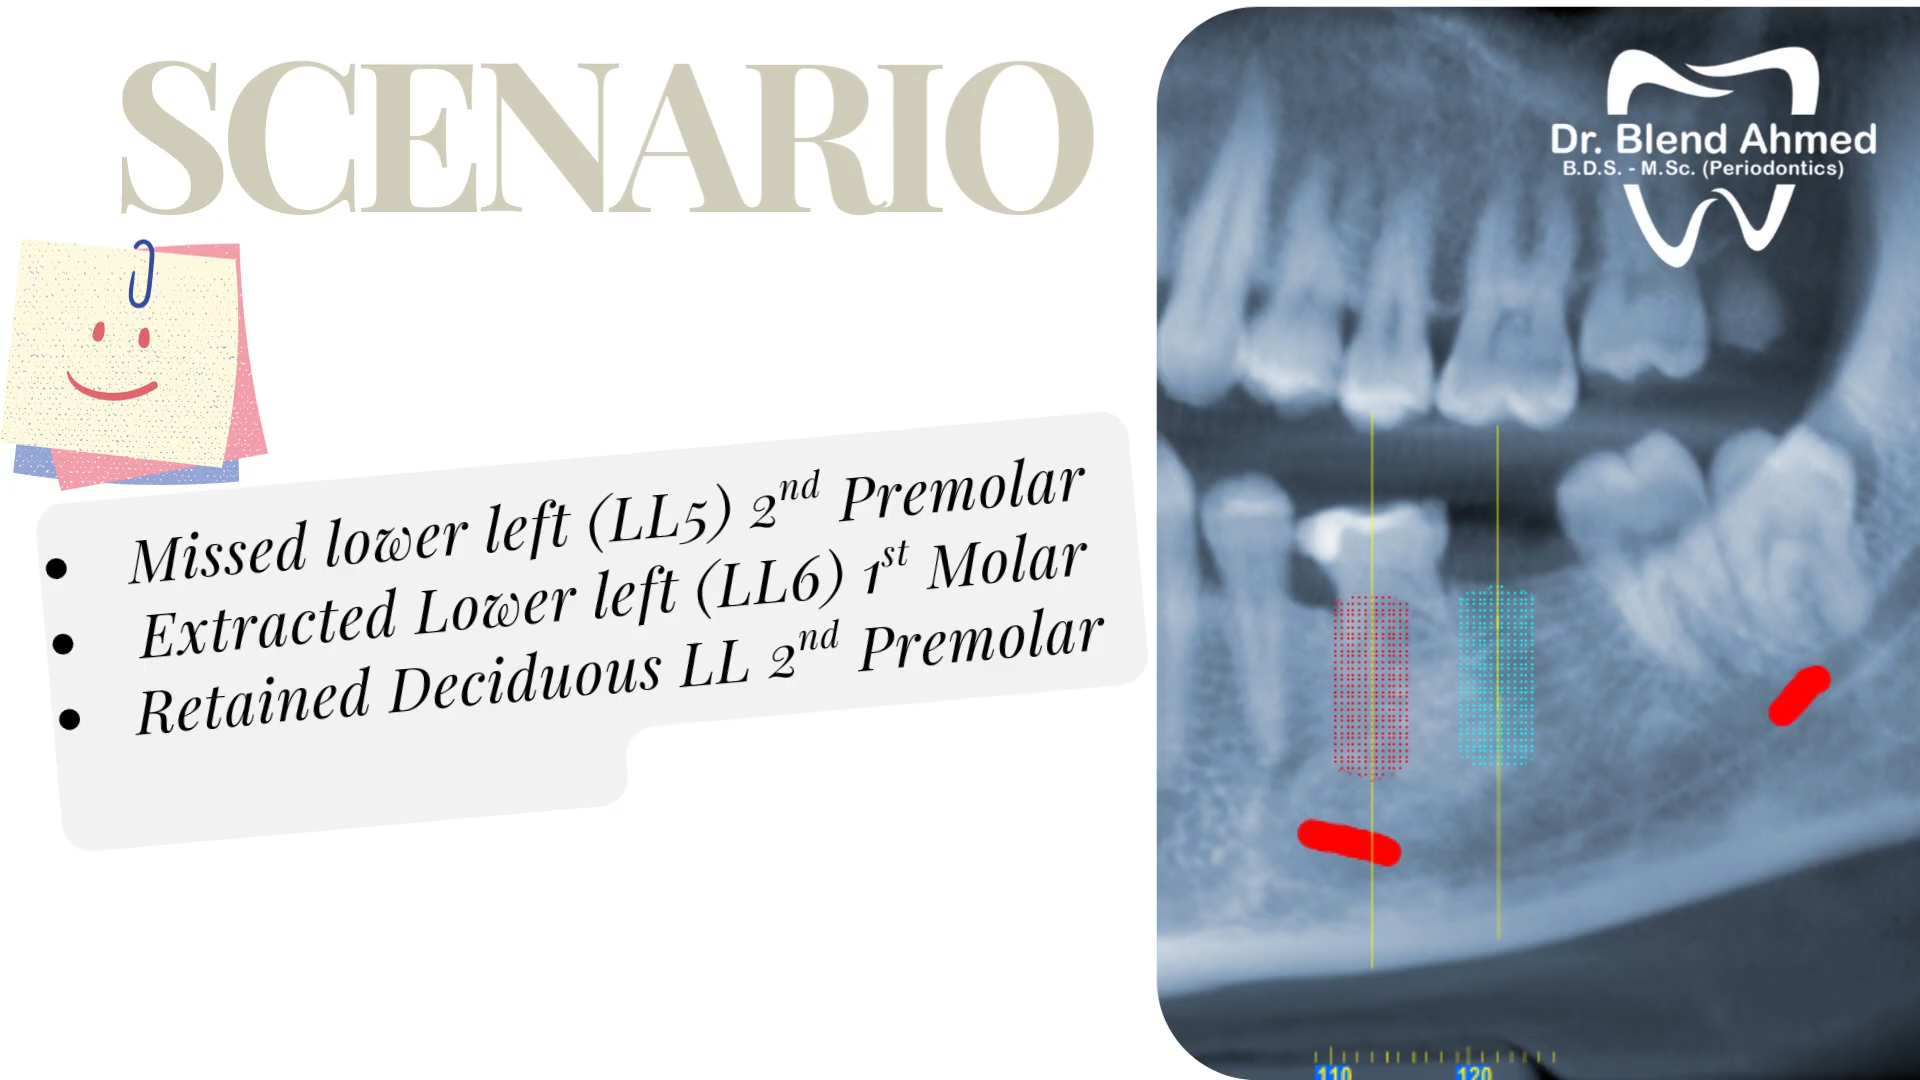 SCENARIO
Dr. Blend Ahmed
B.D.S. - M.Sc. (Periodontics)
• Missed lower left (LL5) 2nd Premolar
• Extracted Lower left (LL6) 1st Molar
• Retained Deciduous LL 2nd Premolar
110 120